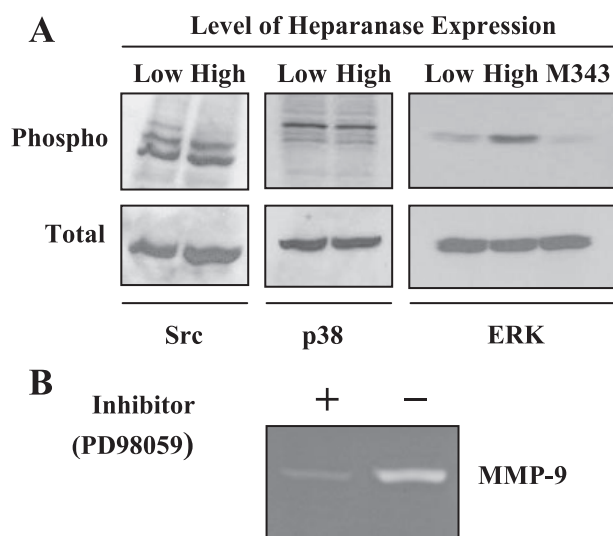 A
Level of Heparanase Expression
Low High Low High Low High M343
Phospho
Total
Src p38 ERK
B
Inhibitor + −
(PD98059)
MMP-9